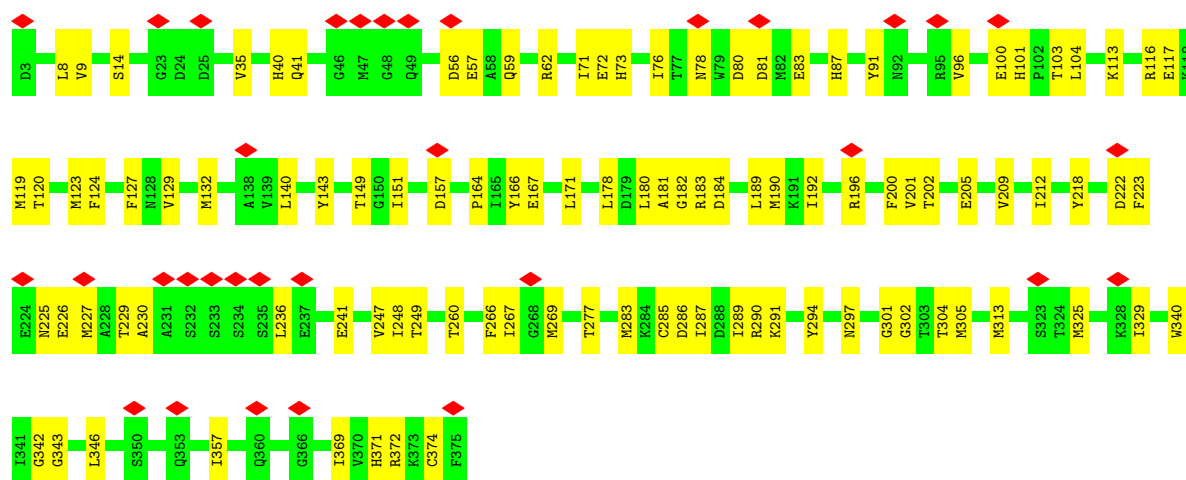 D3 L8 V9 S14 G23 D24 D25 V35 H40 Q41 G46 M47 G48 Q49 D56 E57 A58 Q59 R62 I71 E72 H73 I76 T77 N78 W79 D80 D81 M82 E83 H87 Y91 N92 R95 V96 E100 H101 P102 T103 L104 K113 R116 E117
M119 T120 M123 F124 F127 N128 V129 M132 A138 V139 L140 Y143 T149 G150 I151 D157 P164 I165 Y166 E167 L171 L178 D179 L180 A181 G182 R183 D184 L189 M190 K191 I192 R196 F200 V201 T202 E205 V209 I212 Y218 D222 F223
E224 N225 E226 M227 A228 T229 A230 A231 S232 S233 S234 S235 L236 E237 E241 V247 I248 T249 T260 F266 I267 G268 M269 T277 M283 K284 C285 D286 I287 D288 I289 R290 K291 Y294 N297 G301 G302 T303 T304 M305 M313 S323 T324 M325 K328 I329 W340
I341 G342 G343 L346 S350 Q353 I357 Q360 G366 I369 V370 H371 R372 K373 C374 F375